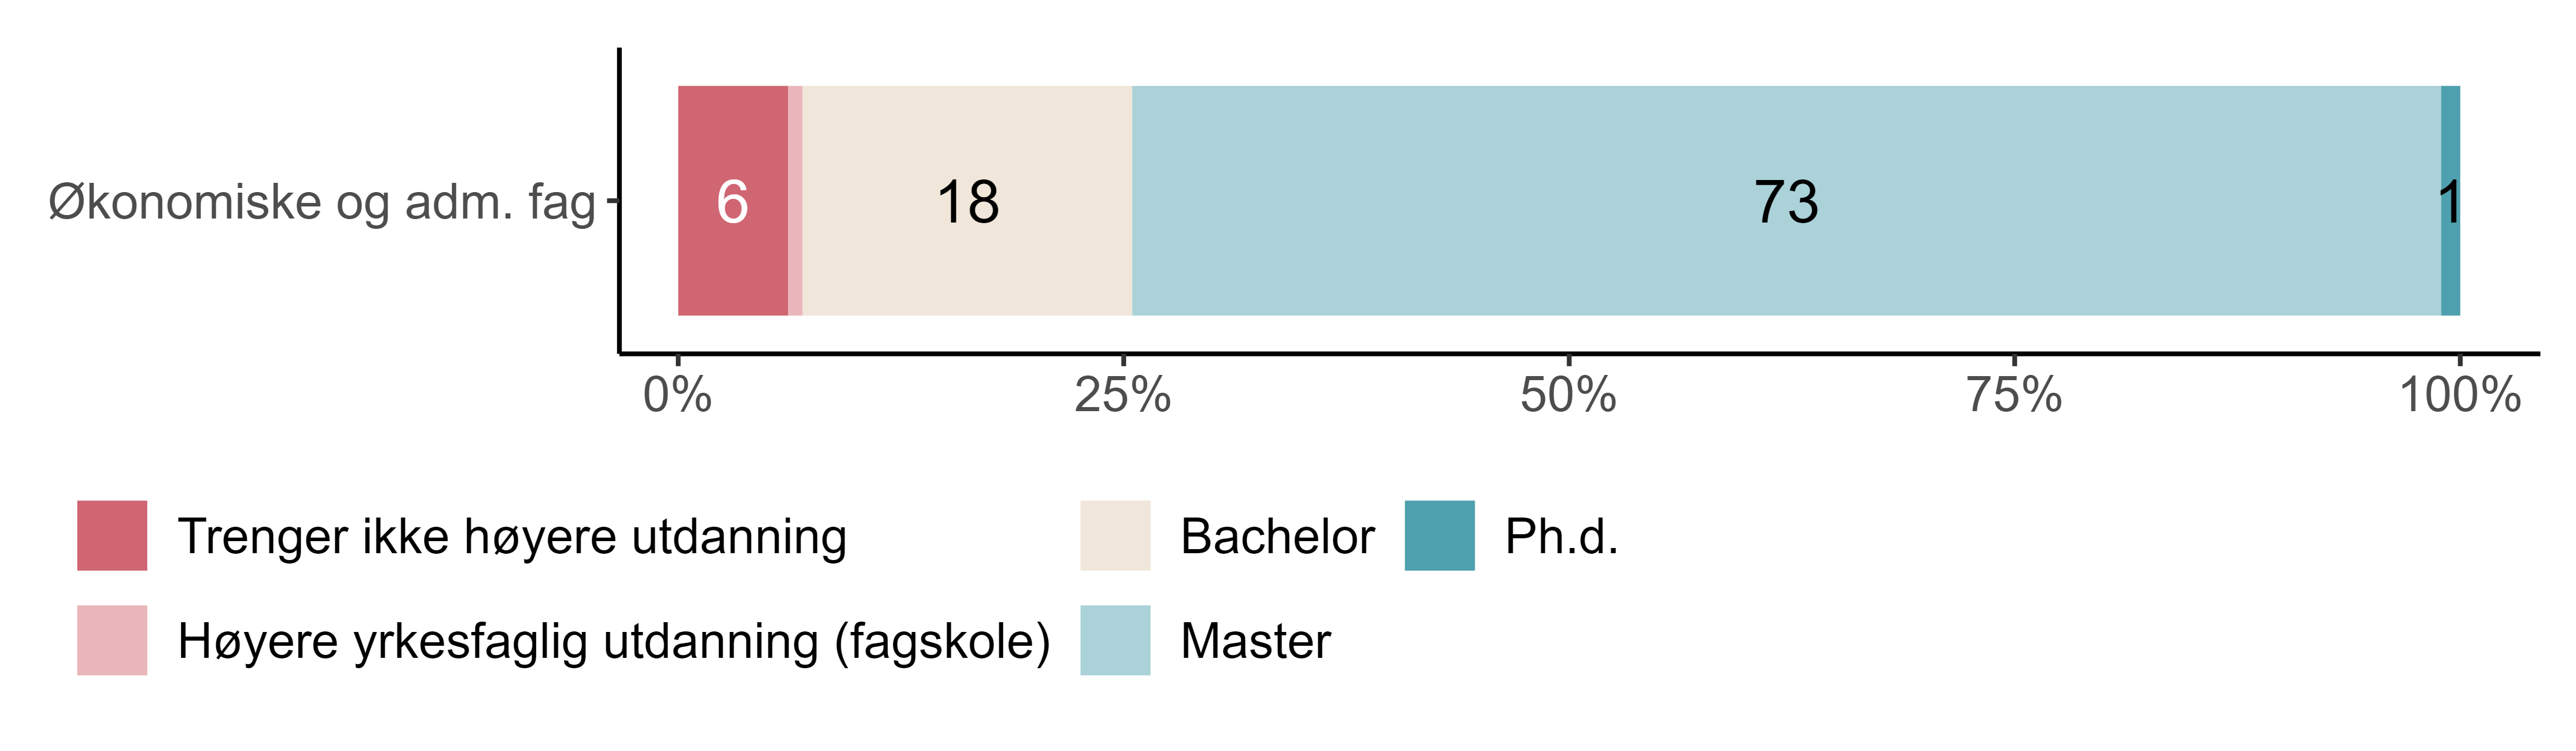 Økonomiske og adm. fag
6 18 73 1
0% 25% 50% 75% 100%
Trenger ikke høyere utdanning
Høyere yrkesfaglig utdanning (fagskole)
Bachelor
Master
Ph.d.